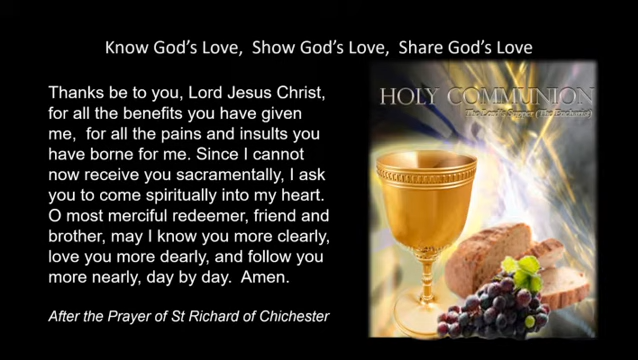 Know God's Love, Show God's Love, Share God's Love
Thanks be to you, Lord Jesus Christ,
for all the benefits you have given
me, for all the pains and insults you
have borne for me. Since I cannot
now receive you sacramentally, I ask
you to come spiritually into my heart.
O most merciful redeemer, friend and
brother, may I know you more clearly,
love you more dearly, and follow you
more nearly, day by day. Amen.
After the Prayer of St Richard of Chichester
HOLY COMMUNION
The Lord's Supper (The Eucharist)